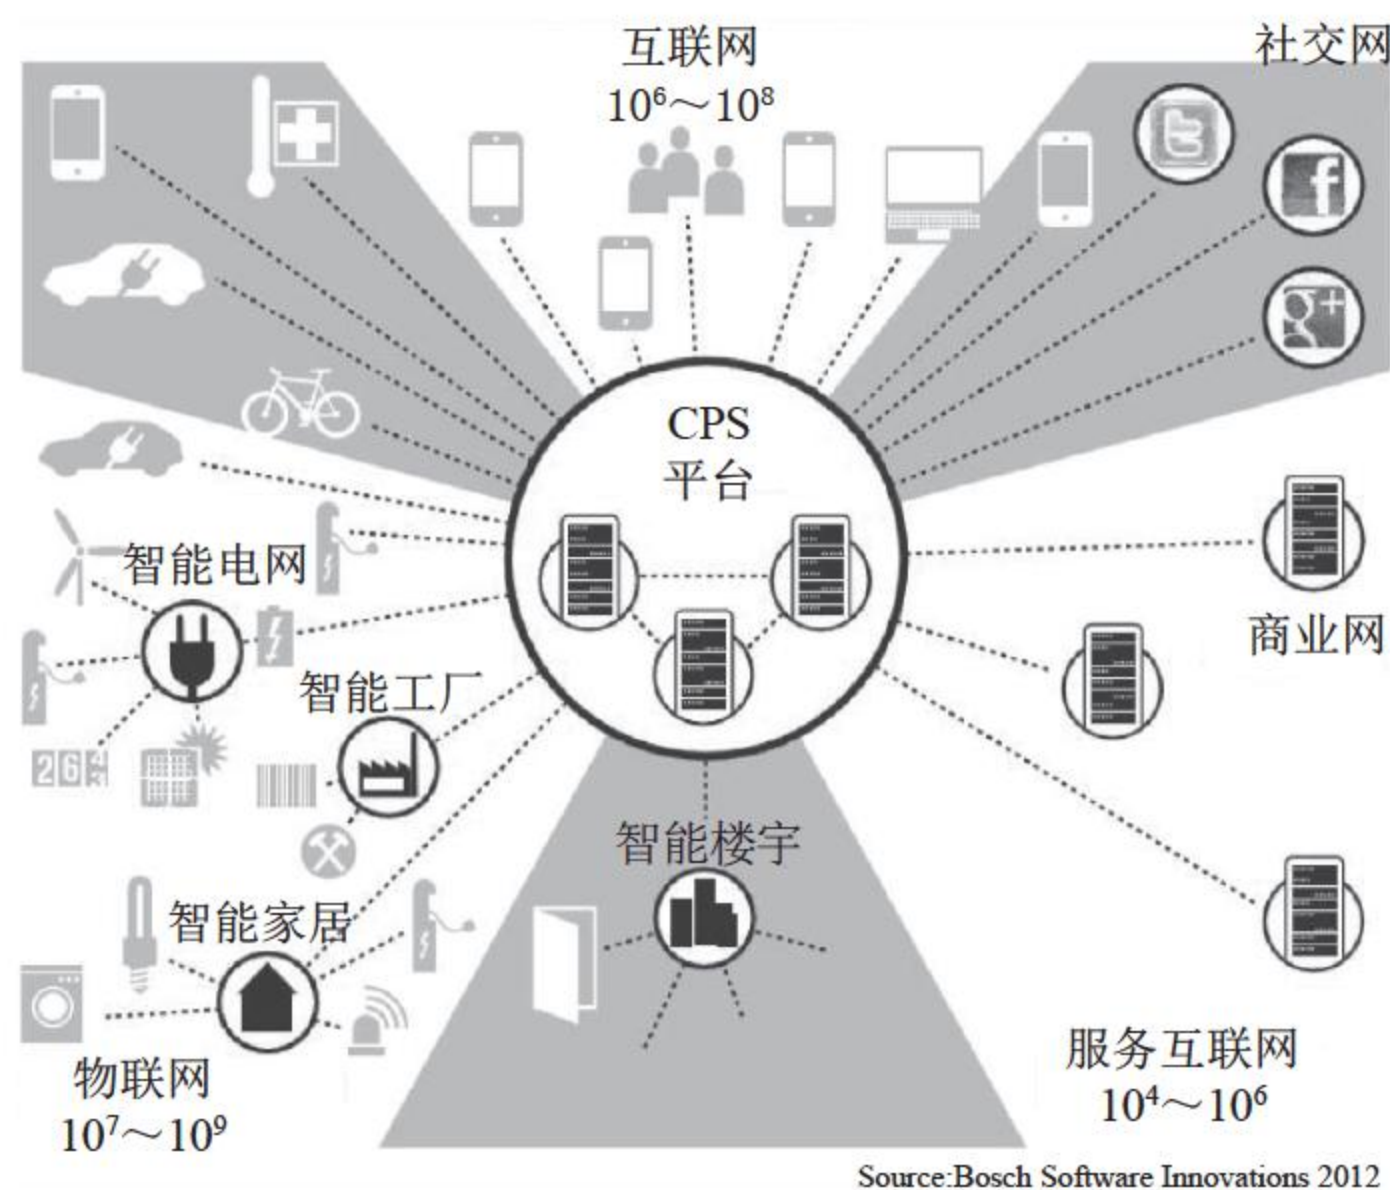 互联网
10⁶～10⁸
社交网
CPS
平台
智能电网
商业网
智能工厂
智能楼宇
智能家居
物联网
10⁷～10⁹
服务互联网
10⁴～10⁶
Source:Bosch Software Innovations 2012